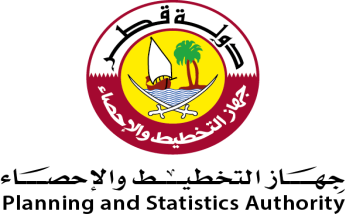 دولة قطر
جهاز التخطيط والإحصاء
جهاز التخطيط والإحصاء
Planning and Statistics Authority